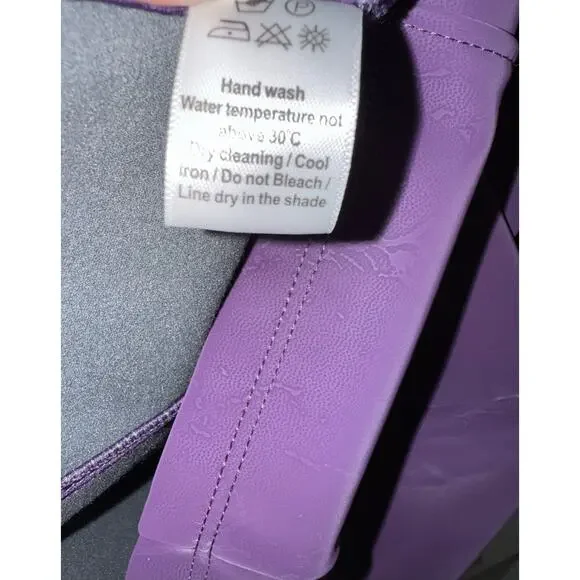 P
Hand wash
Water temperature not
above 30°C
Dry cleaning / Cool
Iron / Do not Bleach /
Line dry in the shade